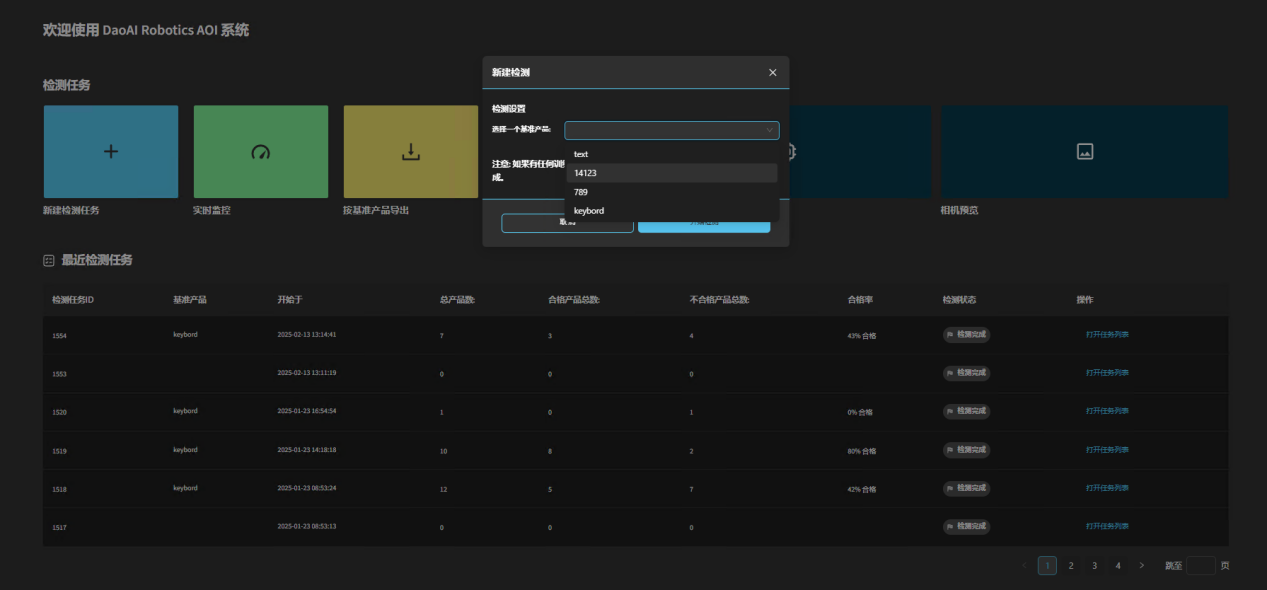 欢迎使用 DaoAI Robotics AOI 系统
检测任务
新建检测任务
实时监控
按基准产品导出
相机预览
新建检测
检测设置
选择一个基准产品:
text
14123
789
keybord
注意: 如果有任何
成。
取消
最近检测任务
检测任务ID 基准产品 开始于 总产品数: 合格产品总数: 不合格产品总数: 合格率 检测状态 操作
1554 keybord 2025-02-13 13:14:41 7 3 4 43% 合格 检测完成 打开任务列表
1553 2025-02-13 13:11:19 0 0 0 检测完成 打开任务列表
1520 keybord 2025-01-23 16:54:54 1 0 1 0% 合格 检测完成 打开任务列表
1519 keybord 2025-01-23 14:18:18 10 8 2 80% 合格 检测完成 打开任务列表
1518 keybord 2025-01-23 08:53:24 12 5 7 42% 合格 检测完成 打开任务列表
1517 2025-01-23 08:53:13 0 0 0 检测完成 打开任务列表
1 2 3 4 跳至 页